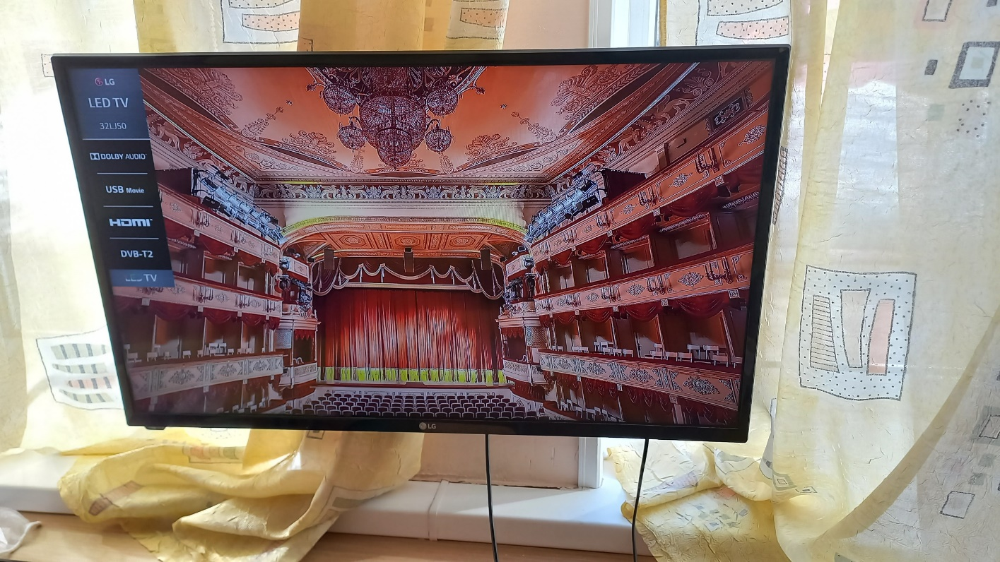 LG
LED TV
32LJ50
DOLBY AUDIO
USB Movie
HDMI
DVB-T2
TV
LG